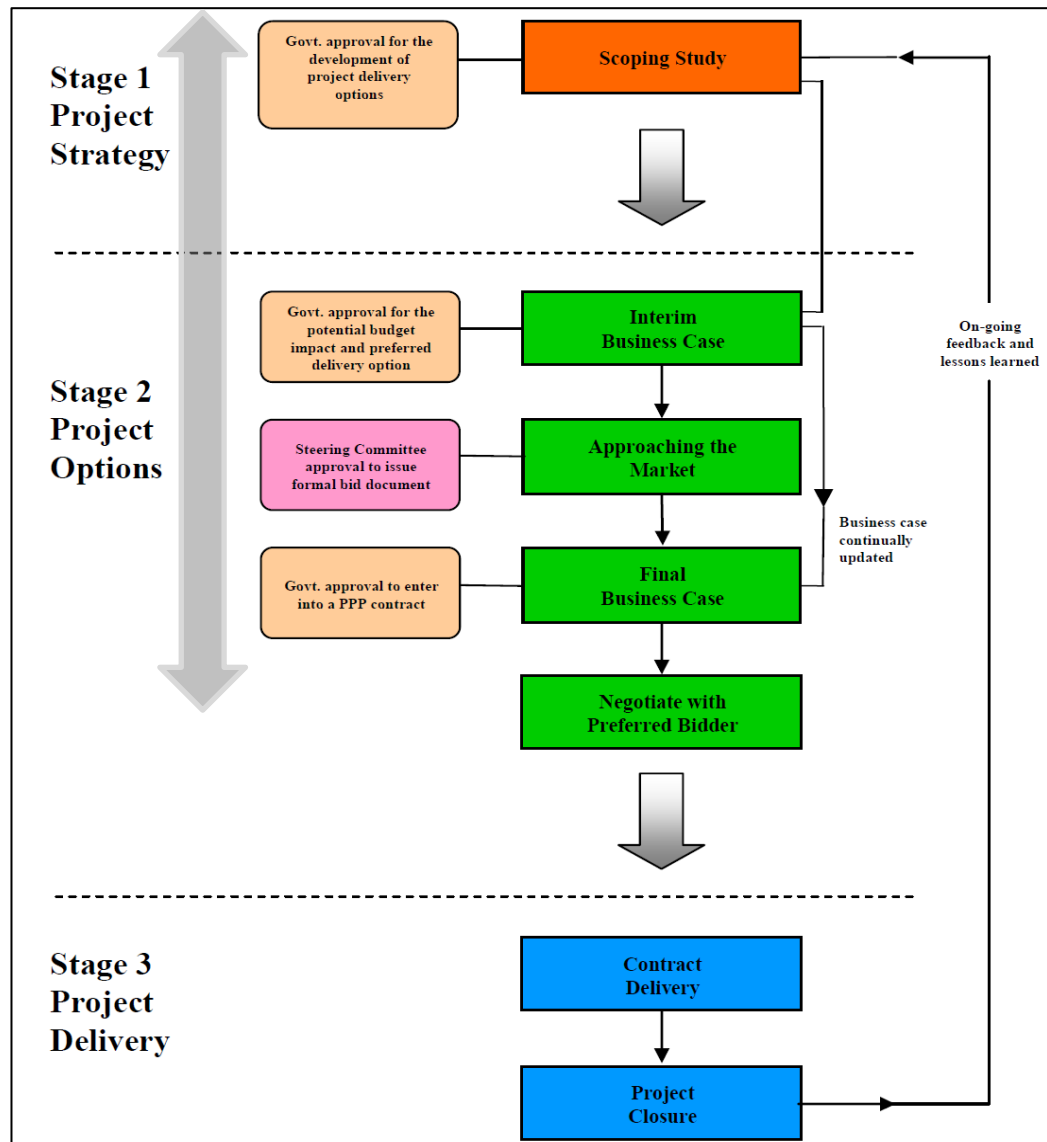 Stage 1
Project
Strategy
Govt. approval for the
development of
project delivery
options
Scoping Study
Stage 2
Project
Options
Govt. approval for the
potential budget
impact and preferred
delivery option
Interim
Business Case
On-going
feedback and
lessons learned
Steering Committee
approval to issue
formal bid document
Approaching the
Market
Business case
continually
updated
Govt. approval to enter
into a PPP contract
Final
Business Case
Negotiate with
Preferred Bidder
Stage 3
Project
Delivery
Contract
Delivery
Project
Closure